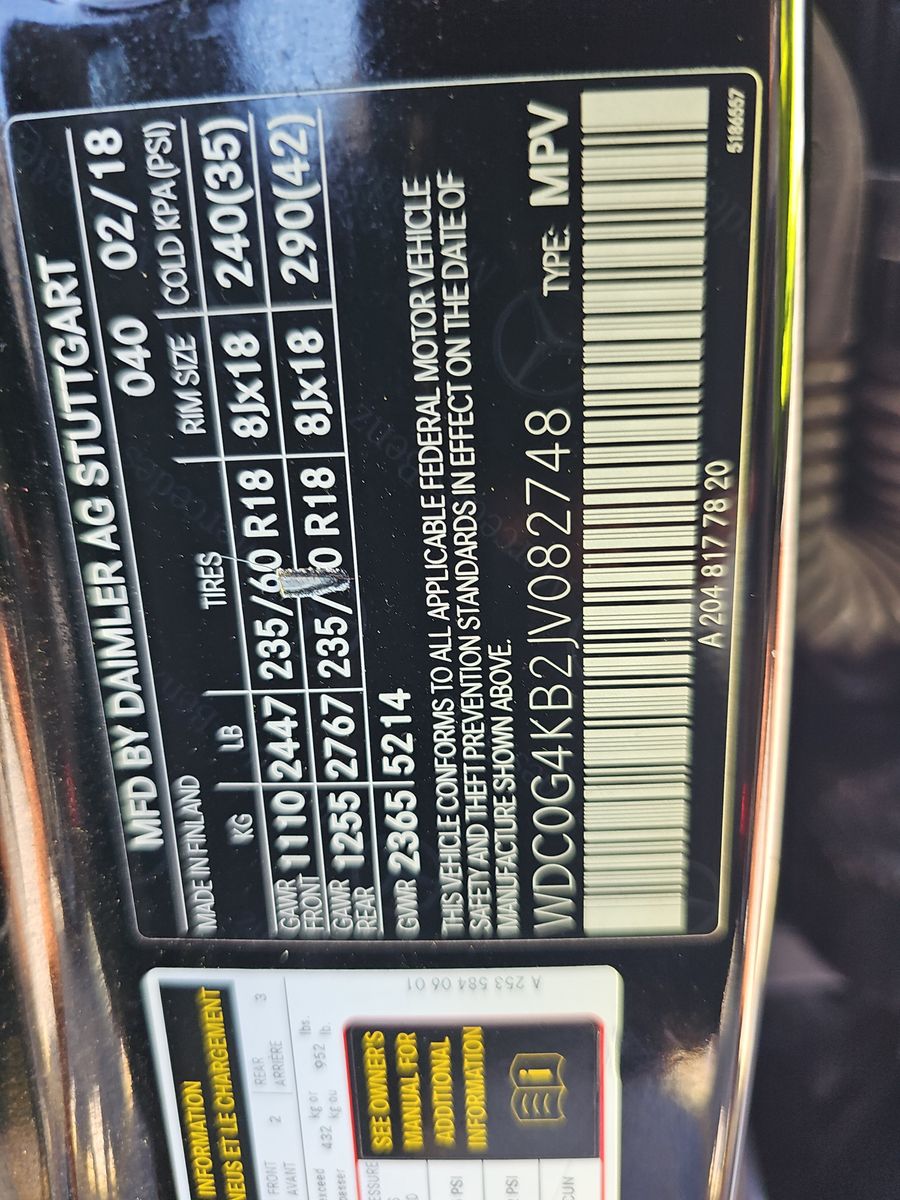 MFD BY DAIMLER AG STUTTGART
MADE IN FINLAND 040 02/18
KG LB TIRES RIM SIZE COLD KPA(PSI)
GAWR FRONT 1110 2447 235/60 R18 8Jx18 240(35)
GAWR REAR 1255 2767 235/ 0 R18 8Jx18 290(42)
GVWR 2365 5214
THIS VEHICLE CONFORMS TO ALL APPLICABLE FEDERAL MOTOR VEHICLE
SAFETY AND THEFT PREVENTION STANDARDS IN EFFECT ON THE DATE OF
MANUFACTURE SHOWN ABOVE.
WDC0G4KB2JV082748 TYPE: MPV
A 204 817 78 20
5186557
INFORMATION
NEUS ET LE CHARGEMENT
FRONT 2 REAR 3
AVANT ARRIÈRE
432 kg or 952 lbs.
kg ou lb.
SEE OWNER'S
MANUAL FOR
ADDITIONAL
INFORMATION
PSI
PSI
A 253 584 06 01